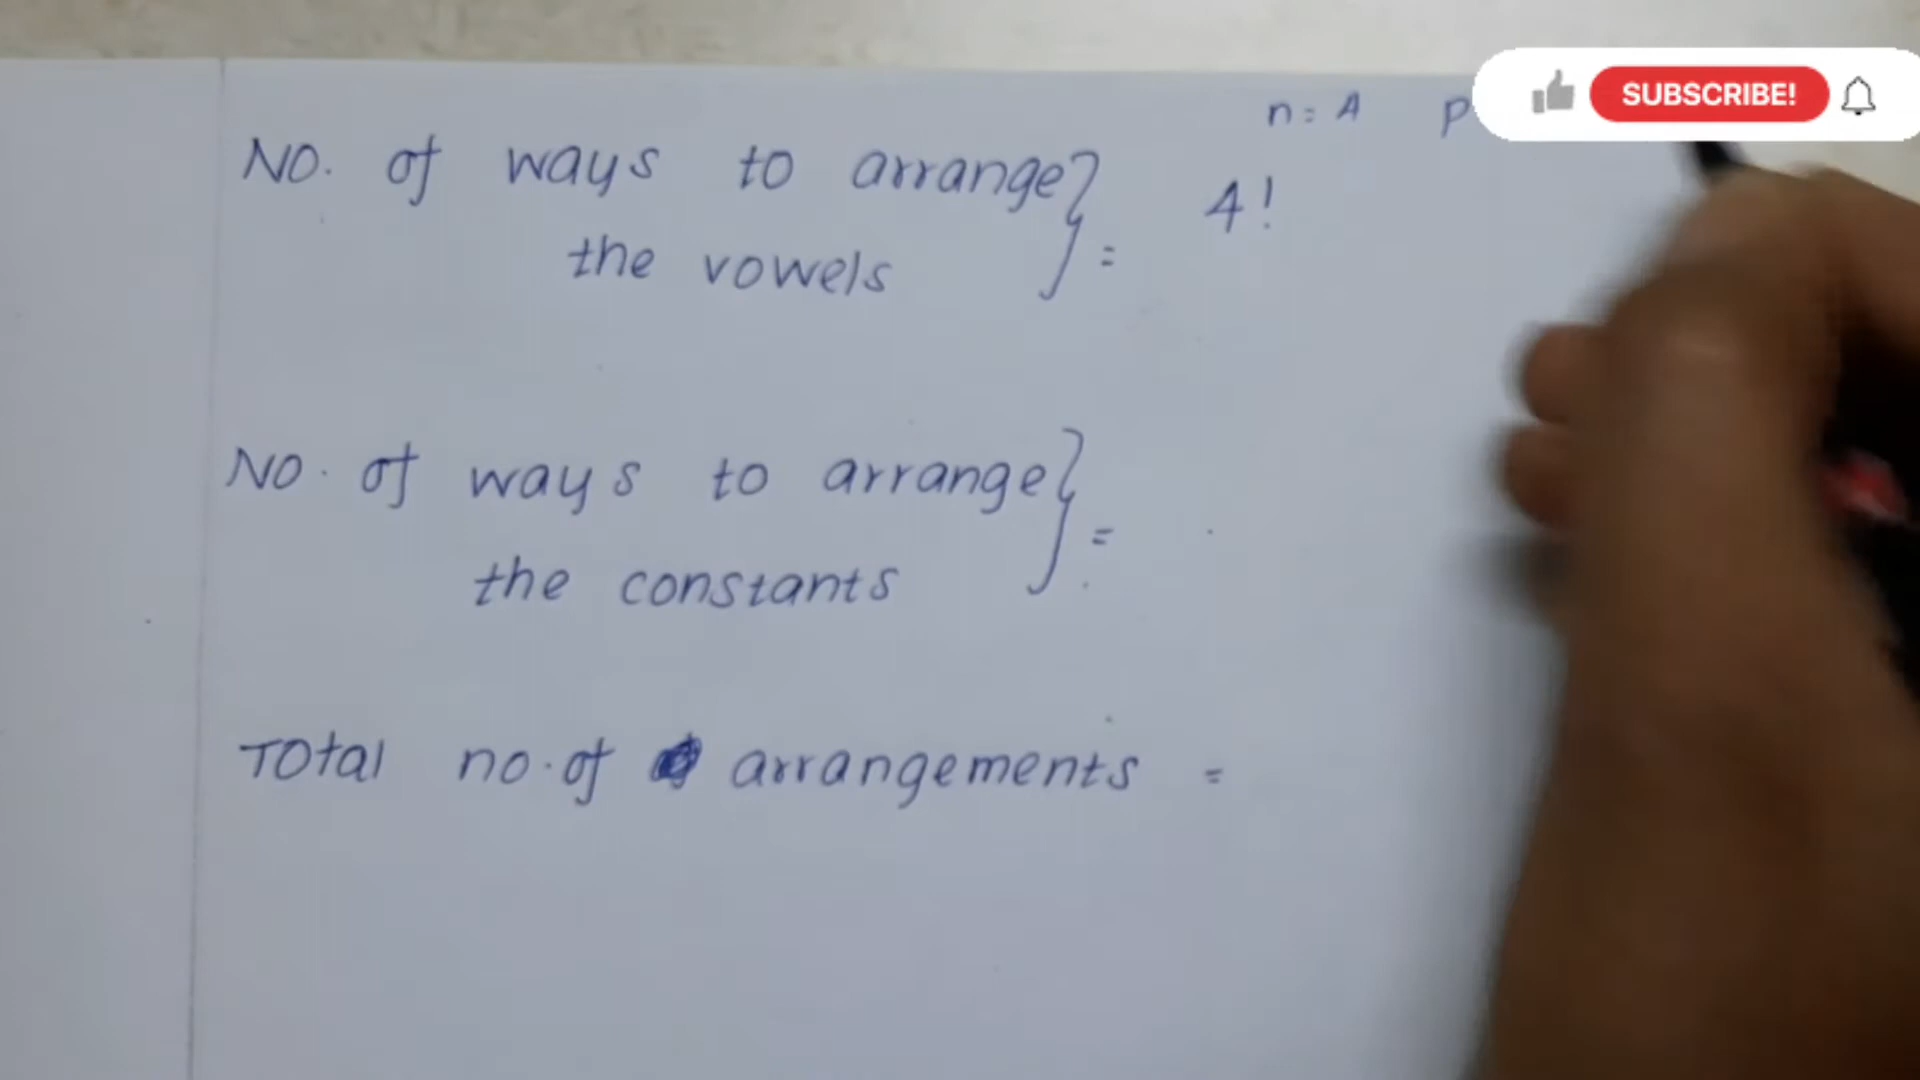 n = 4 P
SUBSCRIBE!
No. of ways to arrange
the vowels } = 4!
No. of ways to arrange
the constants } =
Total no. of arrangements =